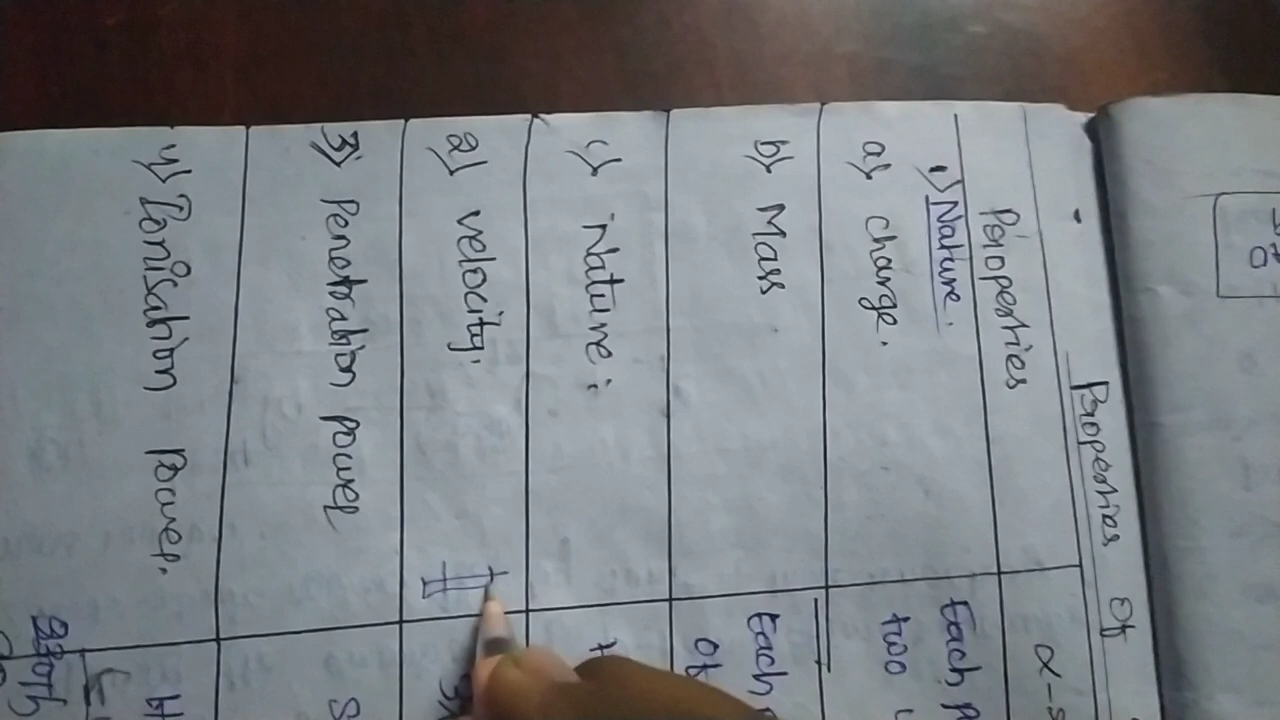 Properties Of
Properties
α-
1) Nature.
Each
a) charge.
two
b) Mass
Each
Of
c) Nature:
2) velocity.
3) Penetration power
4) Ionisation power.